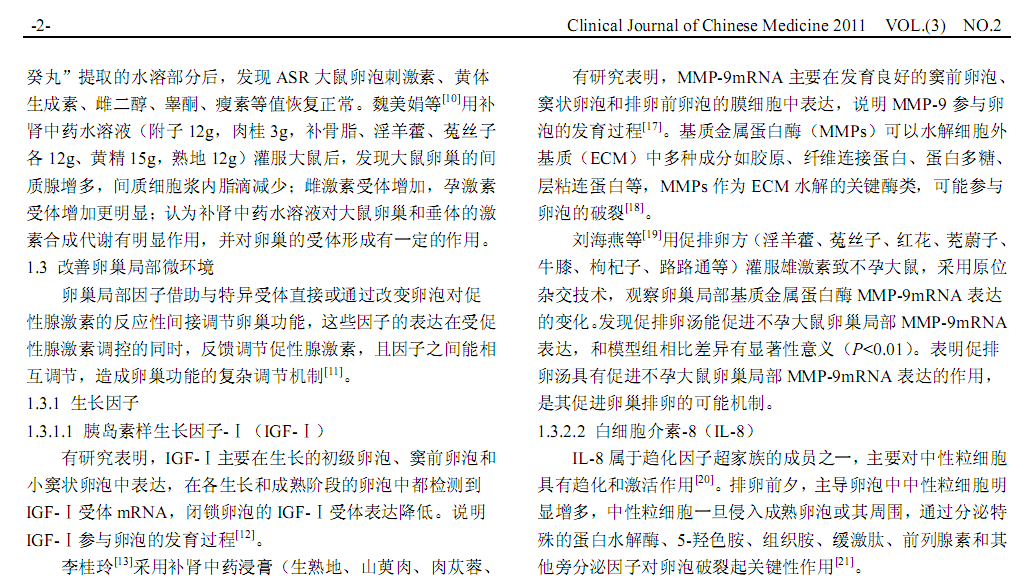 -2-
Clinical Journal of Chinese Medicine 2011 VOL.(3) NO.2
癸丸”提取的水溶部分后，发现 ASR 大鼠卵泡刺激素、黄体
生成素、雌二醇、睾酮、瘦素等值恢复正常。魏美娟等[10]用补
肾中药水溶液（附子 12g，肉桂 3g，补骨脂、淫羊藿、菟丝子
各 12g、黄精 15g，熟地 12g）灌服大鼠后，发现大鼠卵巢的间
质腺增多，间质细胞浆内脂滴减少；雌激素受体增加，孕激素
受体增加更明显；认为补肾中药水溶液对大鼠卵巢和垂体的激
素合成代谢有明显作用，并对卵巢的受体形成有一定的作用。
1.3 改善卵巢局部微环境
卵巢局部因子借助与特异受体直接或通过改变卵泡对促
性腺激素的反应性间接调节卵巢功能，这些因子的表达在受促
性腺激素调控的同时，反馈调节促性腺激素，且因子之间能相
互调节，造成卵巢功能的复杂调节机制[11]。
1.3.1 生长因子
1.3.1.1 胰岛素样生长因子-Ⅰ（IGF-Ⅰ）
有研究表明，IGF-Ⅰ主要在生长的初级卵泡、窦前卵泡和
小窦状卵泡中表达，在各生长和成熟阶段的卵泡中都检测到
IGF-Ⅰ受体 mRNA，闭锁卵泡的 IGF-Ⅰ受体表达降低。说明
IGF-Ⅰ参与卵泡的发育过程[12]。
李桂玲[13]采用补肾中药浸膏（生熟地、山萸肉、肉苁蓉、
有研究表明，MMP-9mRNA 主要在发育良好的窦前卵泡、
窦状卵泡和排卵前卵泡的膜细胞中表达，说明 MMP-9 参与卵
泡的发育过程[17]。基质金属蛋白酶（MMPs）可以水解细胞外
基质（ECM）中多种成分如胶原、纤维连接蛋白、蛋白多糖、
层粘连蛋白等，MMPs 作为 ECM 水解的关键酶类，可能参与
卵泡的破裂[18]。
刘海燕等[19]用促排卵方（淫羊藿、菟丝子、红花、茺蔚子、
牛膝、枸杞子、路路通等）灌服雄激素致不孕大鼠，采用原位
杂交技术，观察卵巢局部基质金属蛋白酶 MMP-9mRNA 表达
的变化。发现促排卵汤能促进不孕大鼠卵巢局部 MMP-9mRNA
表达，和模型组相比差异有显著性意义（P<0.01）。表明促排
卵汤具有促进不孕大鼠卵巢局部 MMP-9mRNA 表达的作用，
是其促进卵巢排卵的可能机制。
1.3.2.2 白细胞介素-8（IL-8）
IL-8 属于趋化因子超家族的成员之一，主要对中性粒细胞
具有趋化和激活作用[20]。排卵前夕，主导卵泡中中性粒细胞明
显增多，中性粒细胞一旦侵入成熟卵泡或其周围，通过分泌特
殊的蛋白水解酶、5-羟色胺、组织胺、缓激肽、前列腺素和其
他旁分泌因子对卵泡破裂起关键性作用[21]。